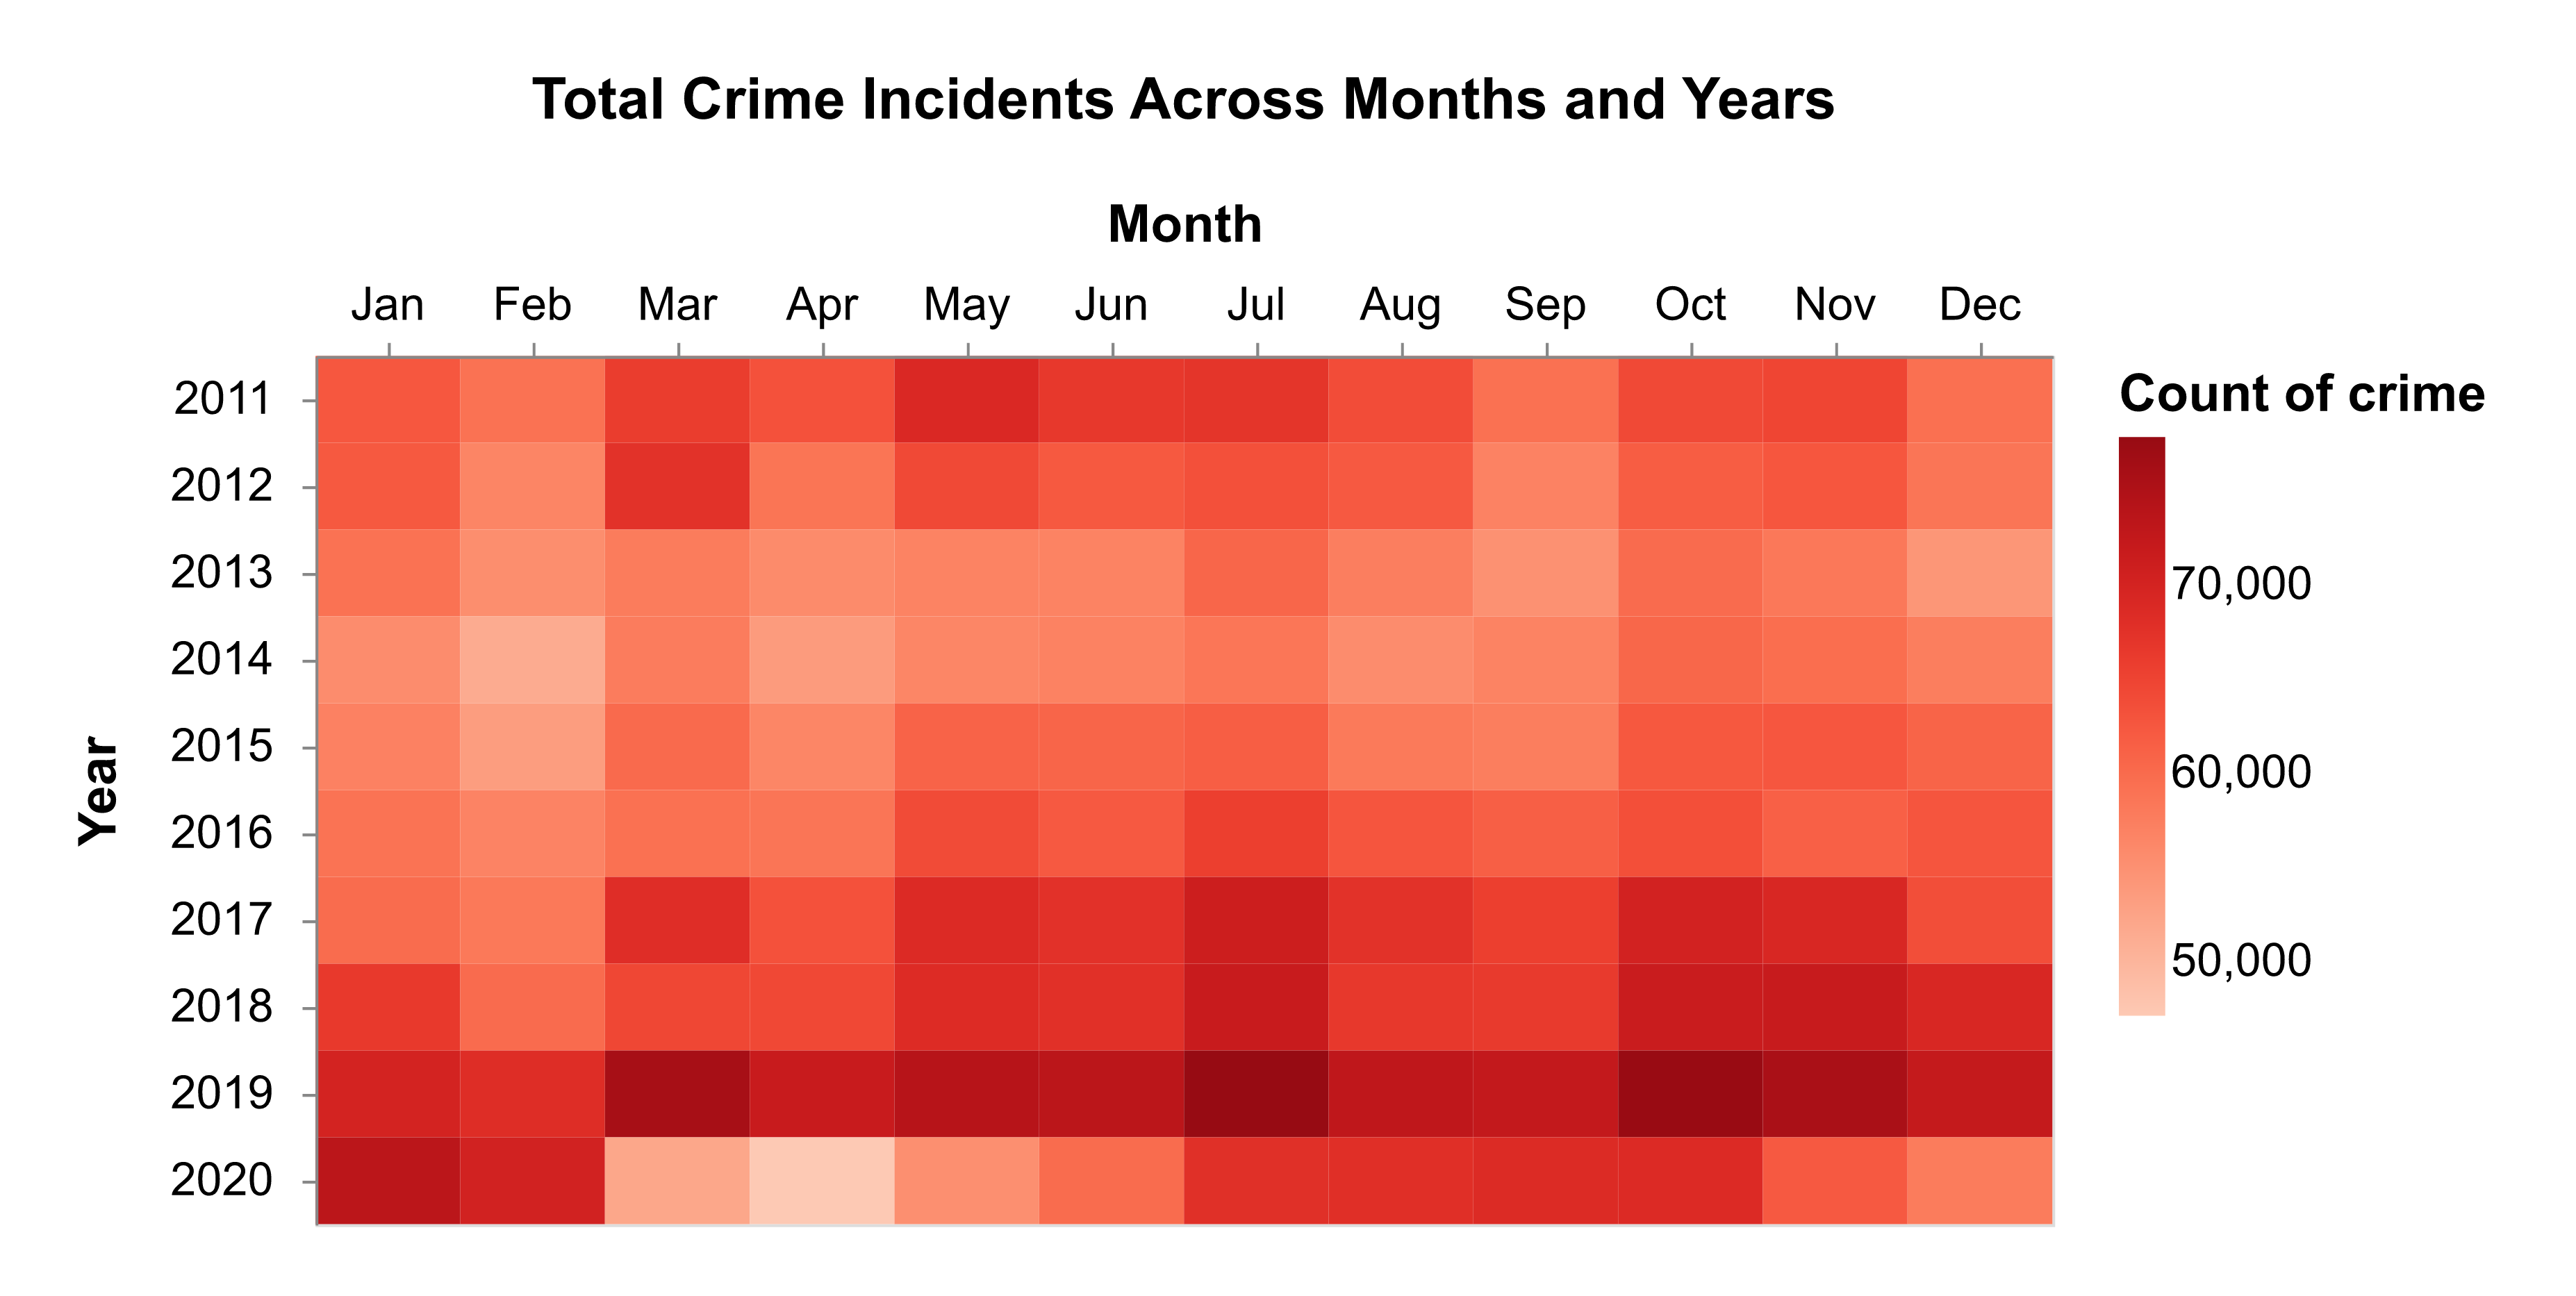 Total Crime Incidents Across Months and Years
Month
Jan Feb Mar Apr May Jun Jul Aug Sep Oct Nov Dec
Year
2011
2012
2013
2014
2015
2016
2017
2018
2019
2020
Count of crime
70,000
60,000
50,000